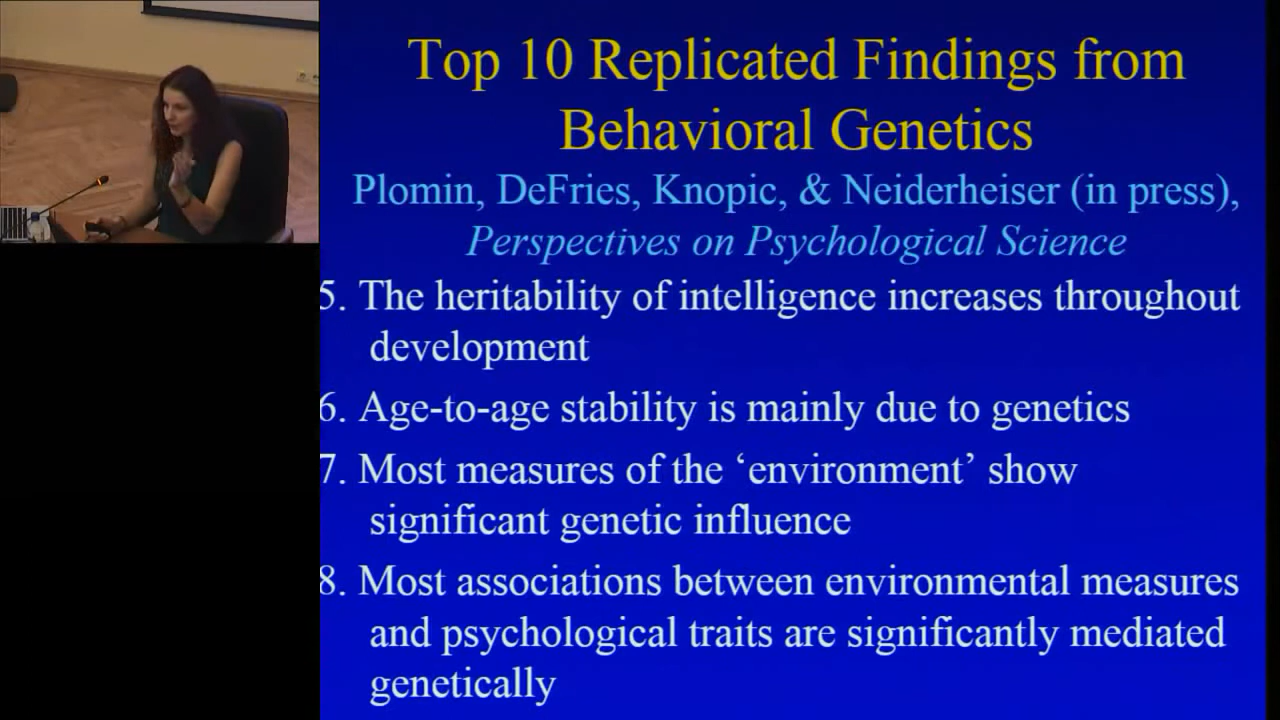 Top 10 Replicated Findings from
Behavioral Genetics
Plomin, DeFries, Knopic, & Neiderheiser (in press),
Perspectives on Psychological Science
5. The heritability of intelligence increases throughout
development
6. Age-to-age stability is mainly due to genetics
7. Most measures of the ‘environment’ show
significant genetic influence
8. Most associations between environmental measures
and psychological traits are significantly mediated
genetically